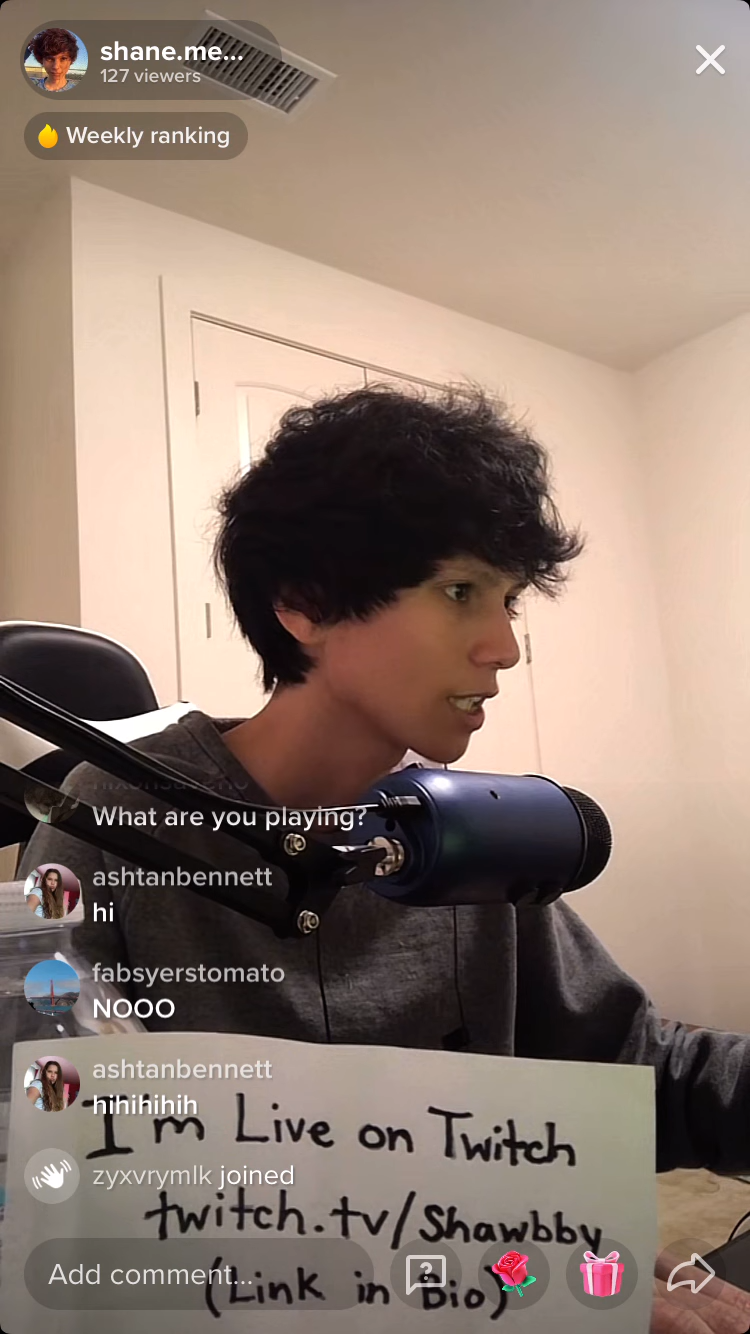 shane.me...
127 viewers
Weekly ranking
What are you playing?
ashtanbennett
hi
fabsyerstomato
NOOO
ashtanbennett
hihihihih
I'm Live on Twitch
zyxvrymlk joined
twitch.tv/Shawbby
Add comment...
(Link in Bio)